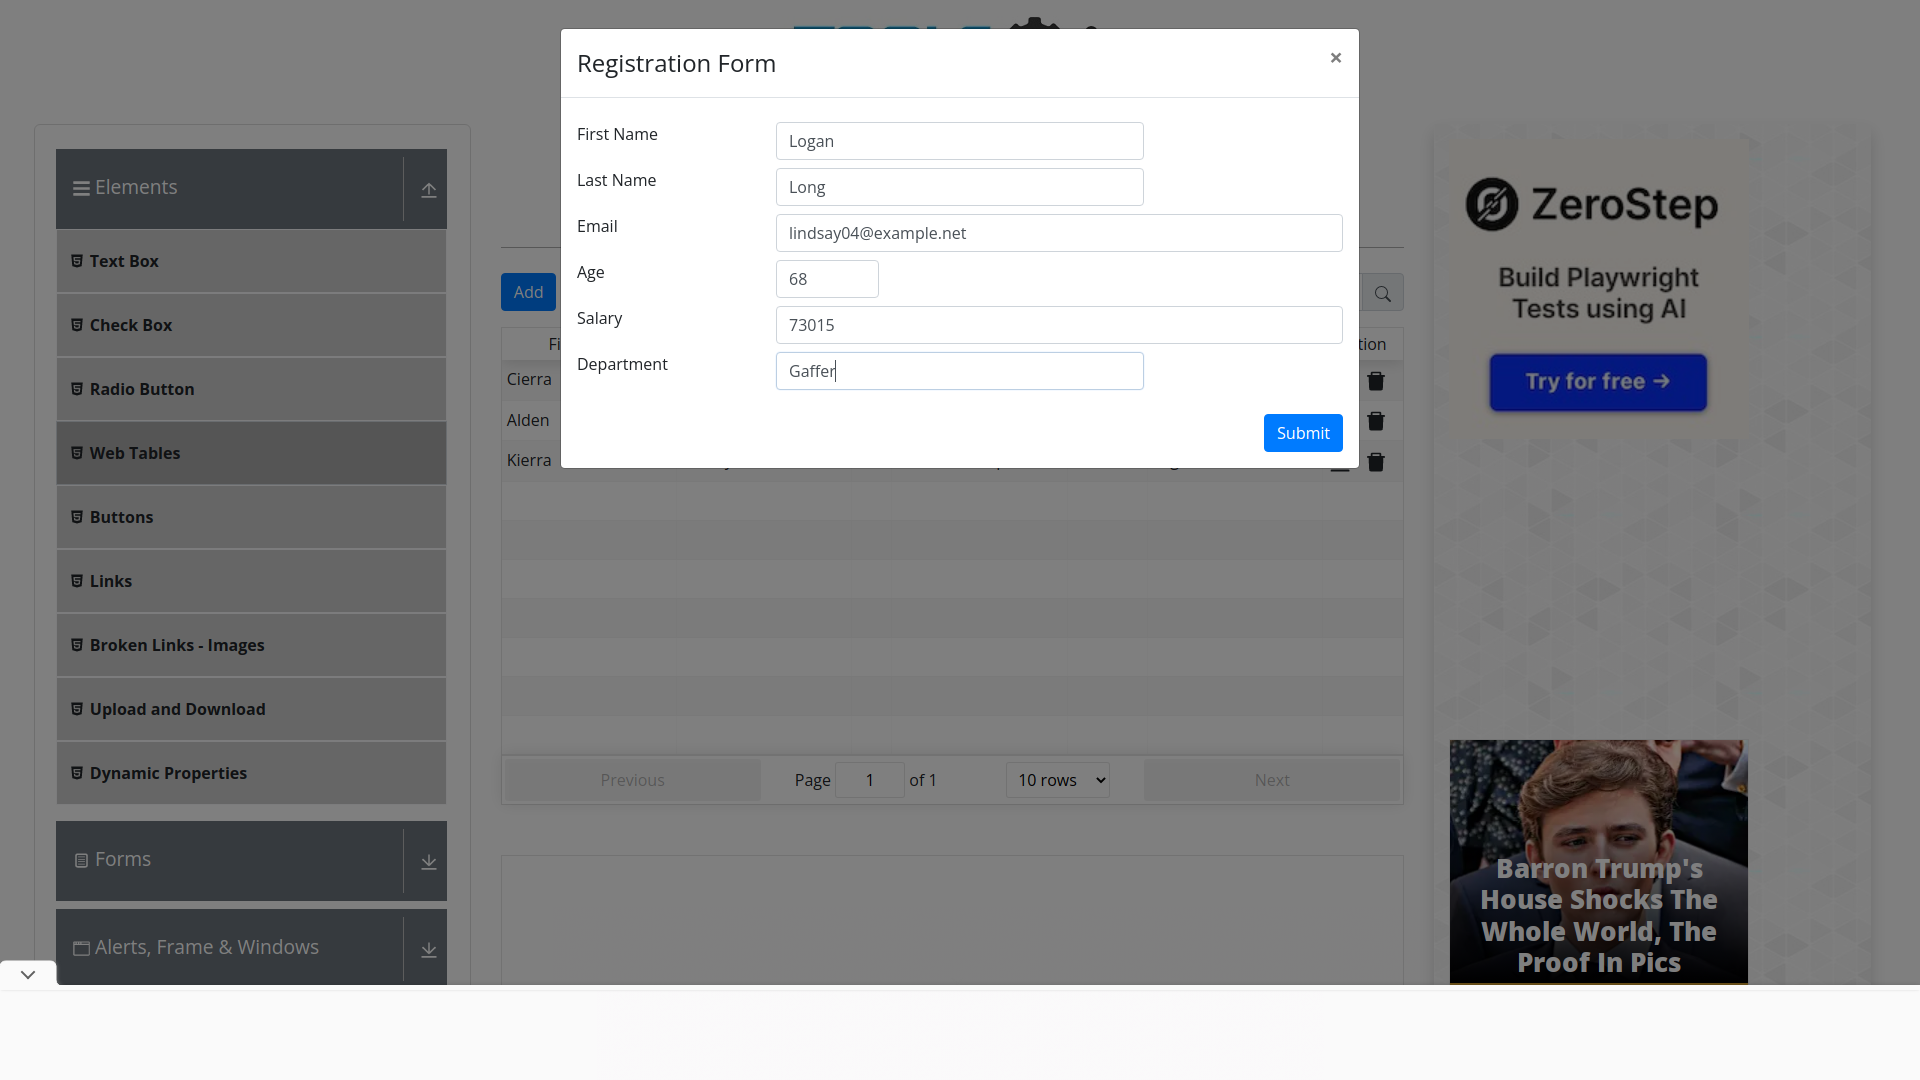 Registration Form
×
First Name
Logan
Last Name
Long
Email
lindsay04@example.net
Age
68
Salary
73015
Department
Gaffer
Submit
Elements
Text Box
Check Box
Radio Button
Web Tables
Buttons
Links
Broken Links - Images
Upload and Download
Dynamic Properties
Forms
Alerts, Frame & Windows
Add
Cierra
Alden
Kierra
Previous
Page 1 of 1
10 rows
Next
ZeroStep
Build Playwright
Tests using AI
Try for free →
Barron Trump's
House Shocks The
Whole World, The
Proof In Pics